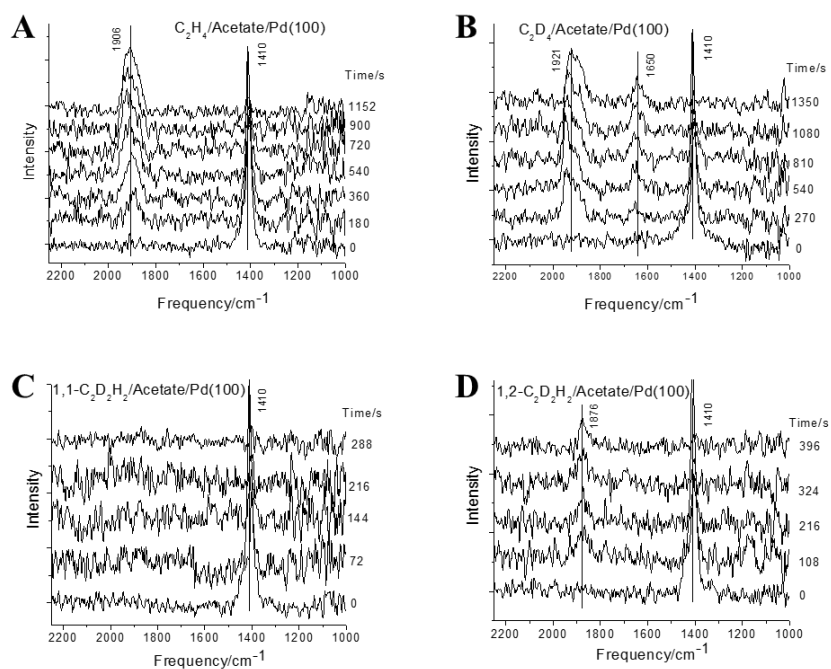 A
C₂H₄/Acetate/Pd(100)
1906
1410
Time/s
1152
900
720
540
360
180
0
Intensity
2200 2000 1800 1600 1400 1200 1000
Frequency/cm⁻¹
B
C₂D₄/Acetate/Pd(100)
1921
1650
1410
Time/s
1350
1080
810
540
270
0
Intensity
2200 2000 1800 1600 1400 1200 1000
Frequency/cm⁻¹
C
1,1-C₂D₂H₂/Acetate/Pd(100)
1410
Time/s
288
216
144
72
0
Intensity
2200 2000 1800 1600 1400 1200 1000
Frequency/cm⁻¹
D
1,2-C₂D₂H₂/Acetate/Pd(100)
1876
1410
Time/s
396
324
216
108
0
Intensity
2200 2000 1800 1600 1400 1200 1000
Frequency/cm⁻¹